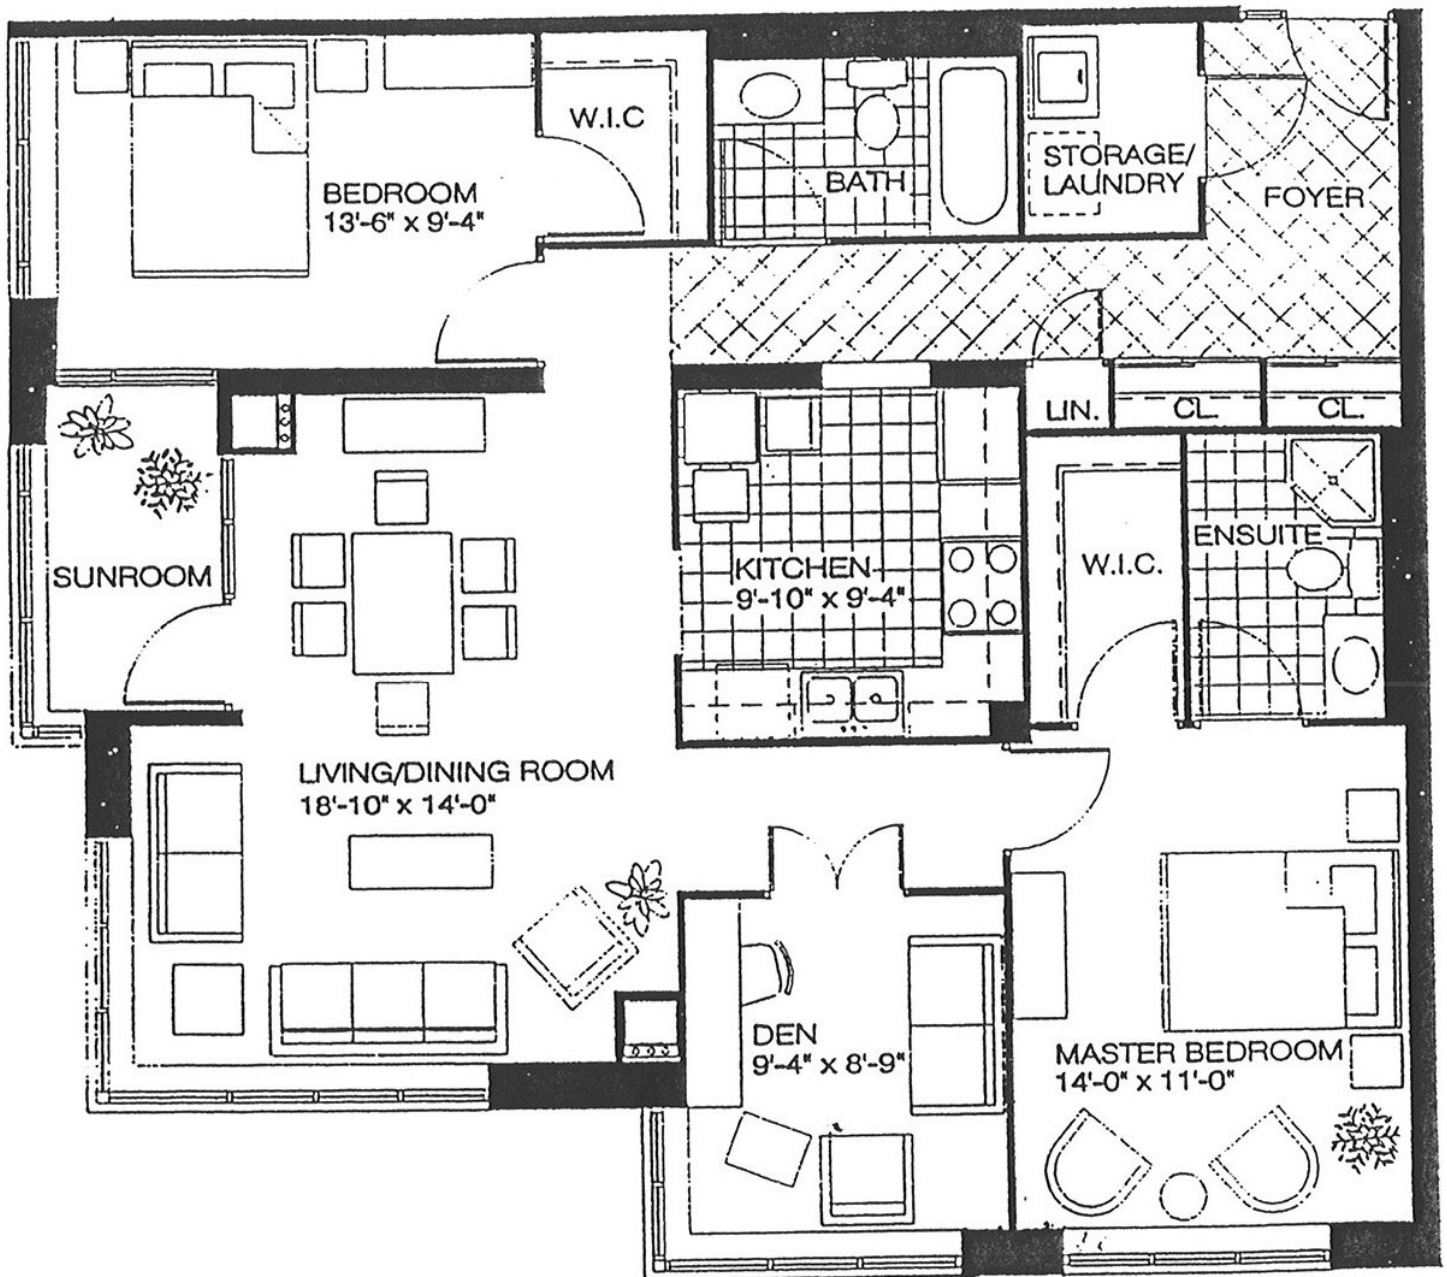 W.I.C
BEDROOM
13'-6" x 9'-4"
BATH
STORAGE/
LAUNDRY
FOYER
LIN.
CL.
CL.
SUNROOM
KITCHEN
9'-10" x 9'-4"
W.I.C.
ENSUITE
LIVING/DINING ROOM
18'-10" x 14'-0"
DEN
9'-4" x 8'-9"
MASTER BEDROOM
14'-0" x 11'-0"